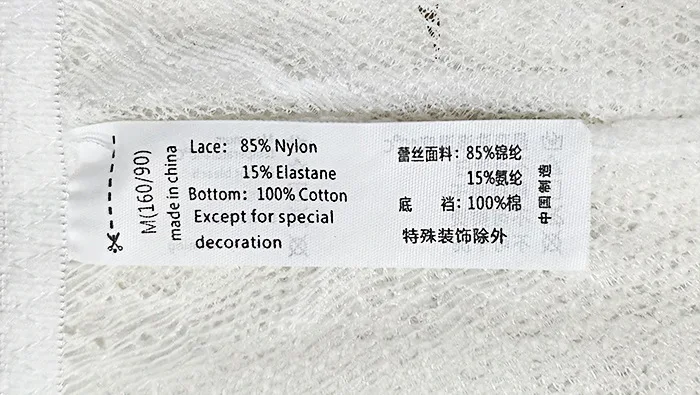 M(160/90)
made in china
Lace: 85% Nylon
15% Elastane
Bottom: 100% Cotton
Except for special
decoration
蕾丝面料: 85%锦纶
15%氨纶
底 裆: 100%棉
特殊装饰除外
中国制造